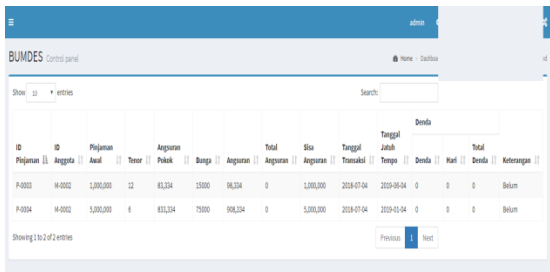 admin
BUMDES Control panel
Home > Dashboa
Show 10 entries
Search:
ID Pinjaman ID Anggota Pinjaman Awal Tenor Angsuran Pokok Bunga Angsuran Total Angsuran Sisa Angsuran Tanggal Transaksi Tanggal Jatuh Tempo Denda Denda Hari Total Denda Keterangan
P-0003 M-0002 1,000,000 12 83,334 15000 98,334 0 1,000,000 2018-07-04 2019-06-04 0 0 0 Belum
P-0004 M-0002 5,000,000 6 833,334 75000 908,334 0 5,000,000 2018-07-04 2019-01-04 0 0 0 Belum
Showing 1 to 2 of 2 entries
Previous 1 Next